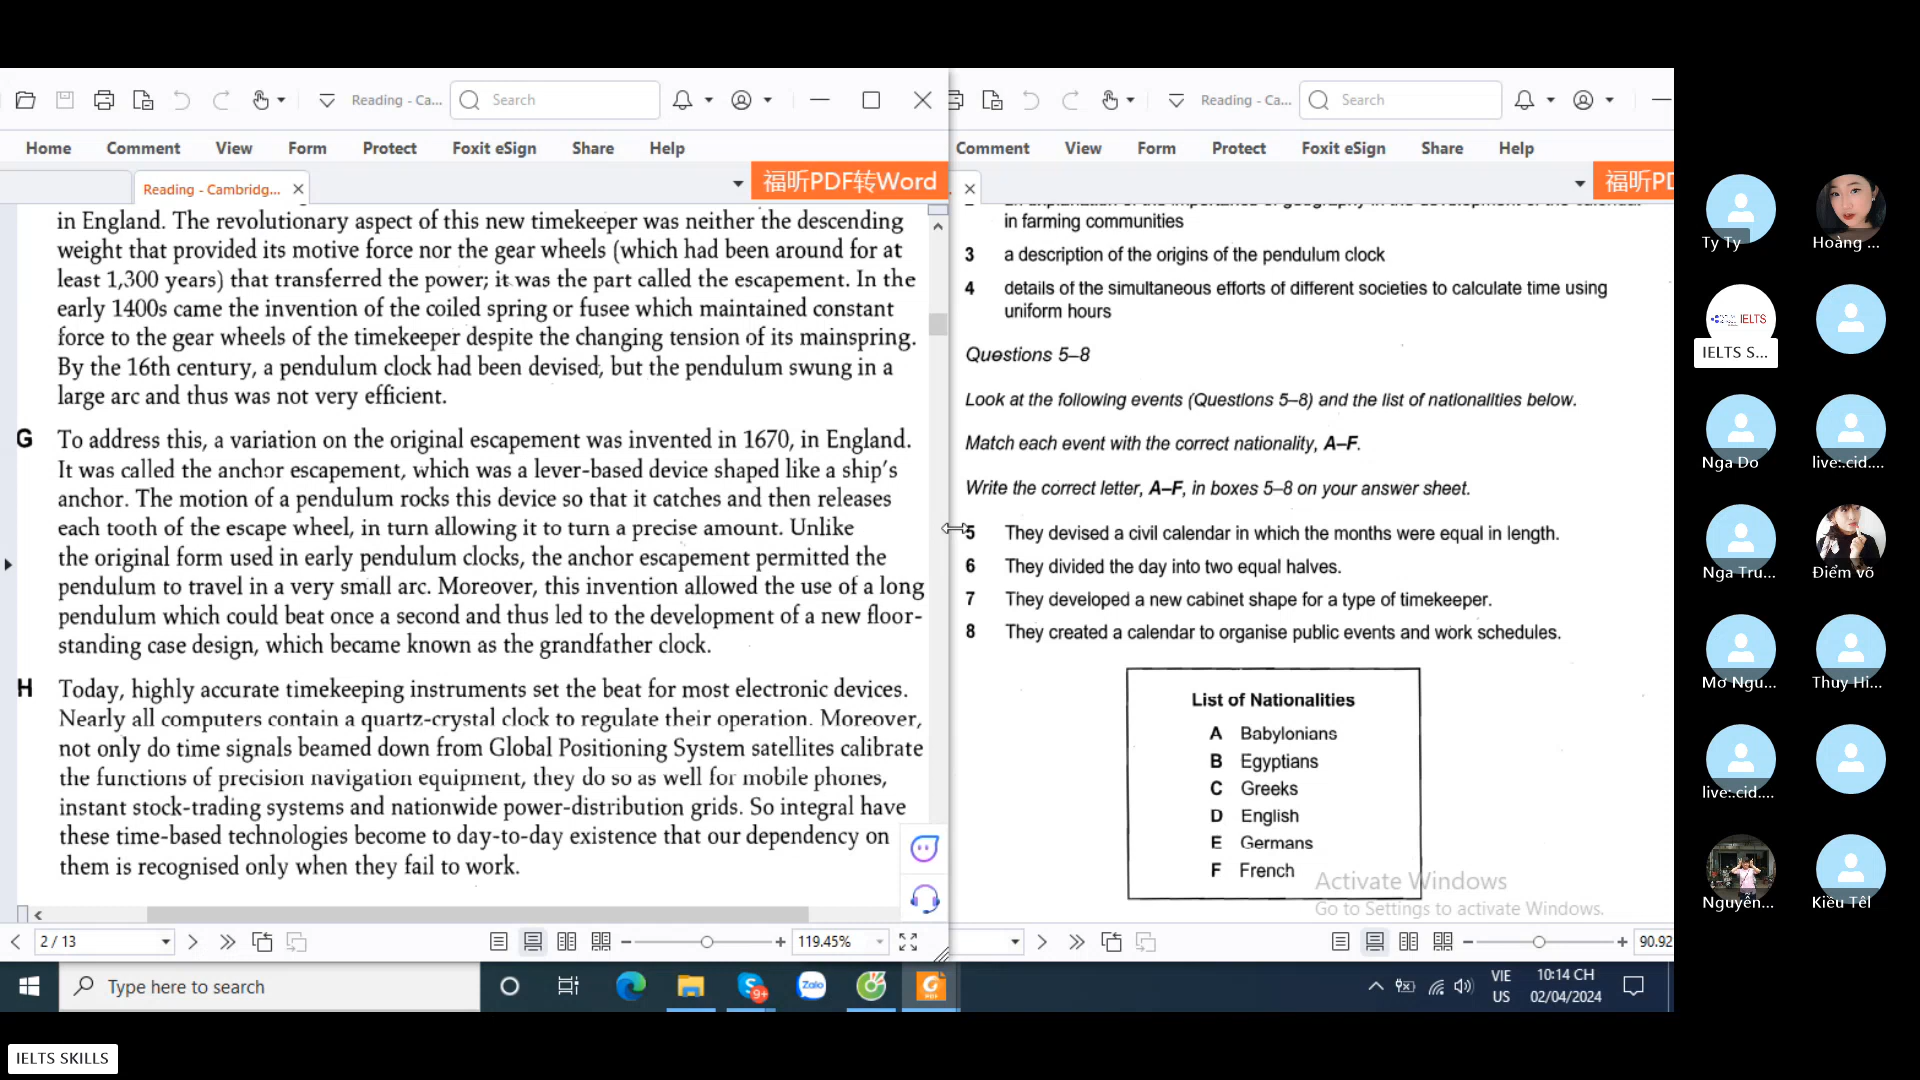 Reading - Ca...
Search
Reading - Ca...
Search
Home Comment View Form Protect Foxit eSign Share Help
Comment View Form Protect Foxit eSign Share Help
Reading - Cambridg...
福昕PDF转Word
福昕PD
in England. The revolutionary aspect of this new timekeeper was neither the descending
weight that provided its motive force nor the gear wheels (which had been around for at
least 1,300 years) that transferred the power; it was the part called the escapement. In the
early 1400s came the invention of the coiled spring or fusee which maintained constant
force to the gear wheels of the timekeeper despite the changing tension of its mainspring.
By the 16th century, a pendulum clock had been devised, but the pendulum swung in a
large arc and thus was not very efficient.
G To address this, a variation on the original escapement was invented in 1670, in England.
It was called the anchor escapement, which was a lever-based device shaped like a ship's
anchor. The motion of a pendulum rocks this device so that it catches and then releases
each tooth of the escape wheel, in turn allowing it to turn a precise amount. Unlike
the original form used in early pendulum clocks, the anchor escapement permitted the
pendulum to travel in a very small arc. Moreover, this invention allowed the use of a long
pendulum which could beat once a second and thus led to the development of a new floor-
standing case design, which became known as the grandfather clock.
H Today, highly accurate timekeeping instruments set the beat for most electronic devices.
Nearly all computers contain a quartz-crystal clock to regulate their operation. Moreover,
not only do time signals beamed down from Global Positioning System satellites calibrate
the functions of precision navigation equipment, they do so as well for mobile phones,
instant stock-trading systems and nationwide power-distribution grids. So integral have
these time-based technologies become to day-to-day existence that our dependency on
them is recognised only when they fail to work.
in farming communities
3 a description of the origins of the pendulum clock
4 details of the simultaneous efforts of different societies to calculate time using
uniform hours
Questions 5–8
Look at the following events (Questions 5–8) and the list of nationalities below.
Match each event with the correct nationality, A–F.
Write the correct letter, A–F, in boxes 5–8 on your answer sheet.
5 They devised a civil calendar in which the months were equal in length.
6 They divided the day into two equal halves.
7 They developed a new cabinet shape for a type of timekeeper.
8 They created a calendar to organise public events and work schedules.
List of Nationalities
A Babylonians
B Egyptians
C Greeks
D English
E Germans
F French
Activate Windows
Go to Settings to activate Windows.
2 / 13
119.45%
90.92
Type here to search
9+
Zalo
PDF
VIE
US
10:14 CH
02/04/2024
Ty Ty
Hoàng ...
IELTS
IELTS S...
Nga Do
live:.cid....
Nga Tru...
Điểm võ
Mơ Ngu...
Thuy Hi...
live:.cid....
Nguyễn...
Kiều Têl
IELTS SKILLS